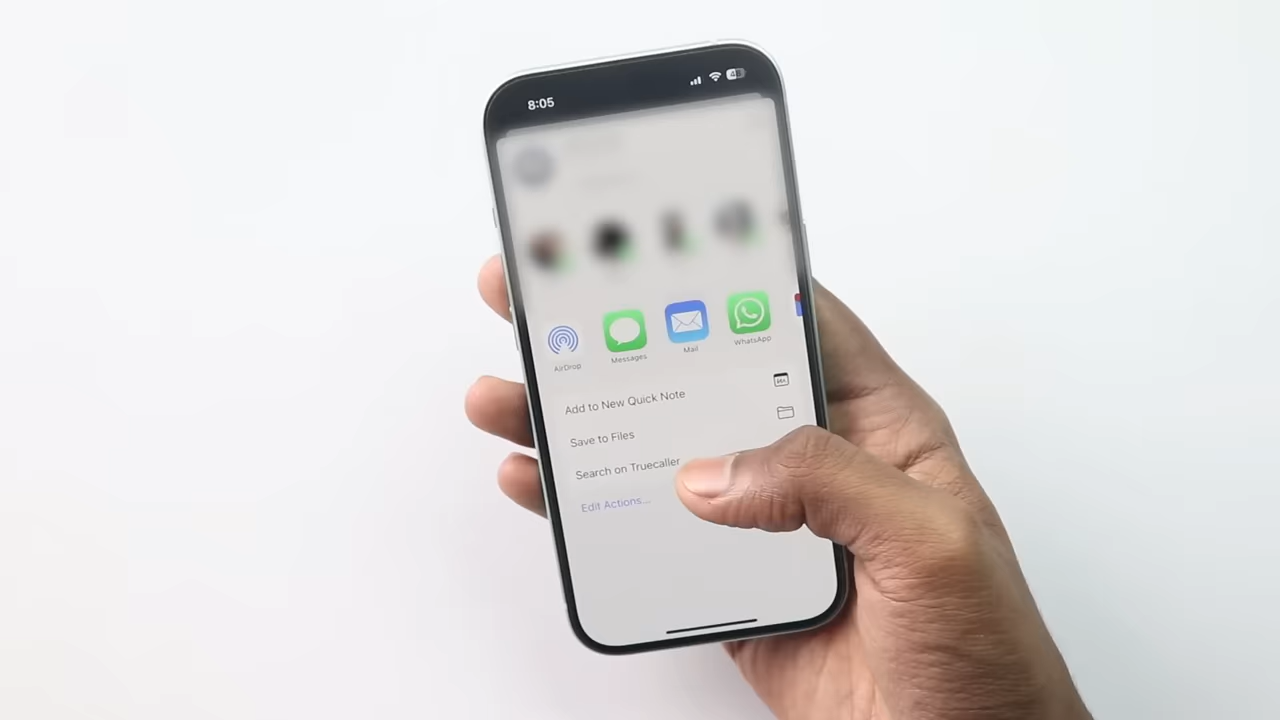 8:05
48
AirDrop
Messages
Mail
WhatsApp
Add to New Quick Note
Save to Files
Search on Truecaller
Edit Actions...